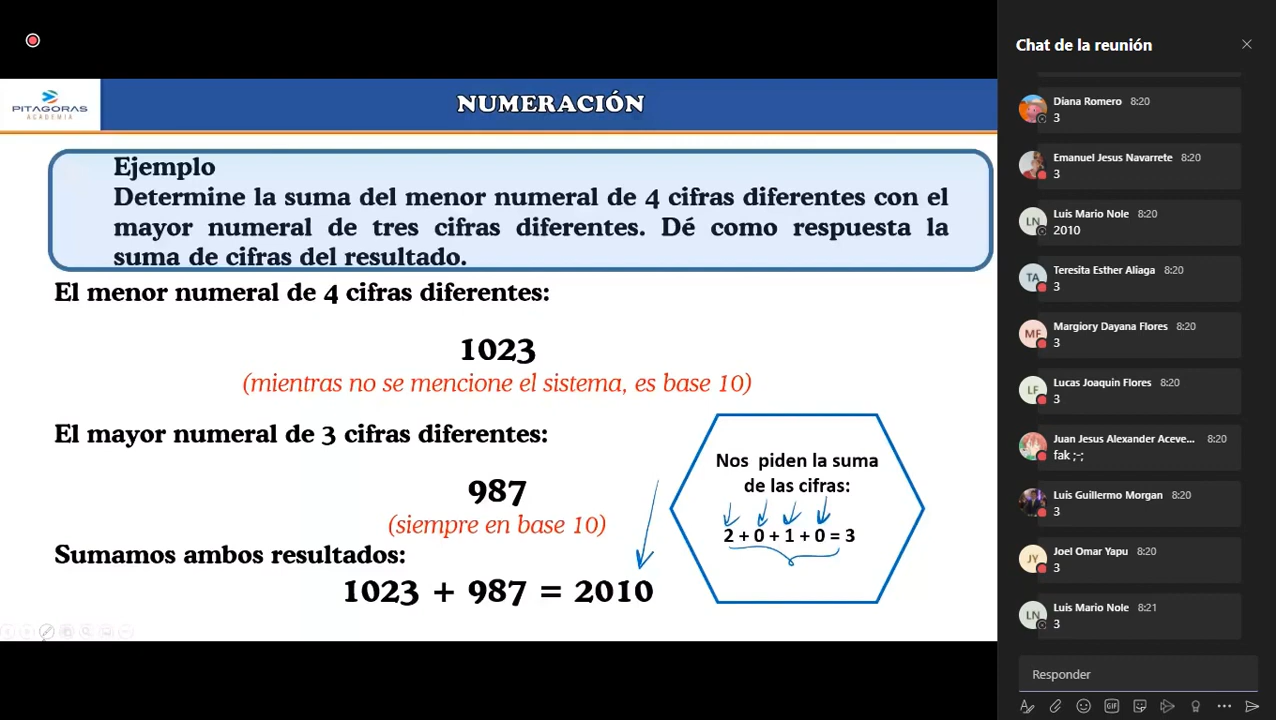 PITAGORAS
ACADEMIA
NUMERACIÓN
Ejemplo
Determine la suma del menor numeral de 4 cifras diferentes con el
mayor numeral de tres cifras diferentes. Dé como respuesta la
suma de cifras del resultado.
El menor numeral de 4 cifras diferentes:
1023
(mientras no se mencione el sistema, es base 10)
El mayor numeral de 3 cifras diferentes:
987
(siempre en base 10)
Sumamos ambos resultados:
1023 + 987 = 2010
Nos piden la suma
de las cifras:
2 + 0 + 1 + 0 = 3
Chat de la reunión
Diana Romero 8:20
3
Emanuel Jesus Navarrete 8:20
3
LN
Luis Mario Nole 8:20
2010
TA
Teresita Esther Aliaga 8:20
3
MF
Margiory Dayana Flores 8:20
3
LF
Lucas Joaquin Flores 8:20
3
Juan Jesus Alexander Aceve... 8:20
fak ;-;
Luis Guillermo Morgan 8:20
3
JY
Joel Omar Yapu 8:20
3
LN
Luis Mario Nole 8:21
3
Responder
GIF